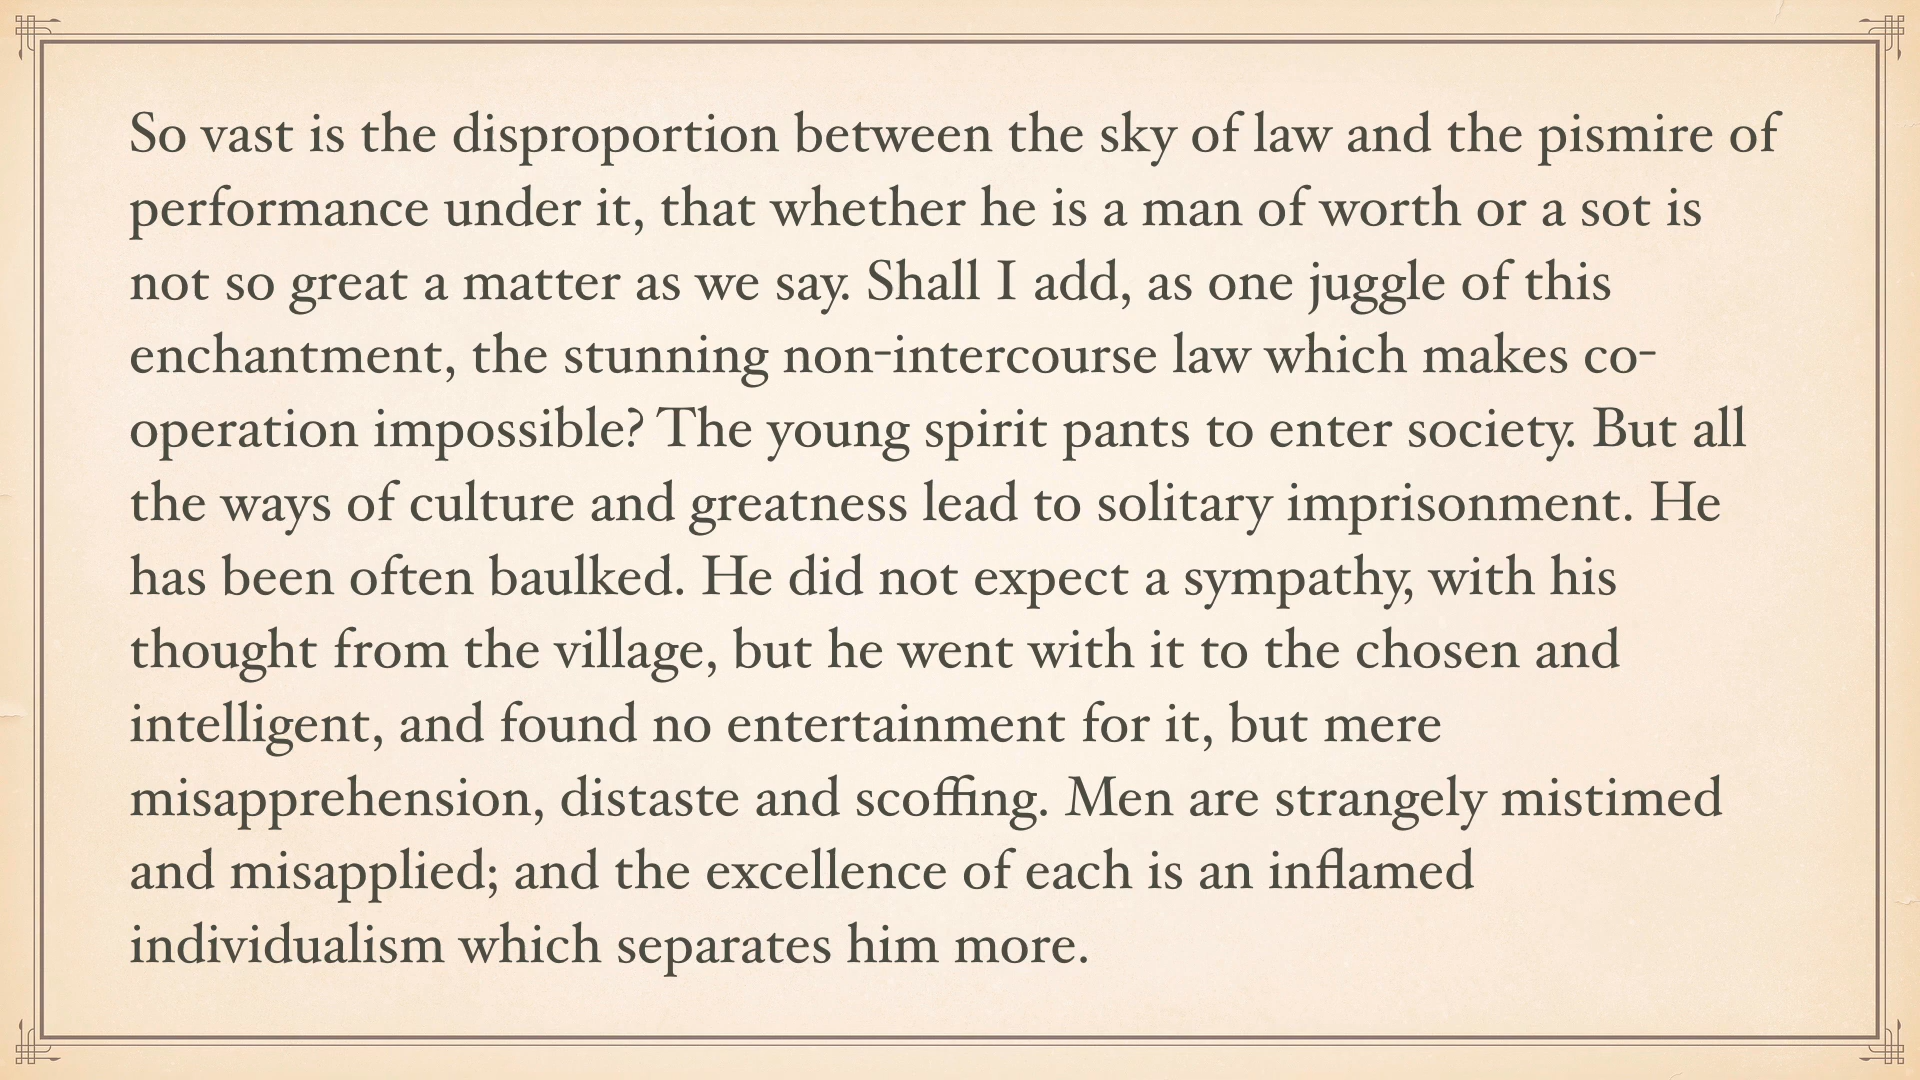 So vast is the disproportion between the sky of law and the pismire of
performance under it, that whether he is a man of worth or a sot is
not so great a matter as we say. Shall I add, as one juggle of this
enchantment, the stunning non-intercourse law which makes co-
operation impossible? The young spirit pants to enter society. But all
the ways of culture and greatness lead to solitary imprisonment. He
has been often baulked. He did not expect a sympathy, with his
thought from the village, but he went with it to the chosen and
intelligent, and found no entertainment for it, but mere
misapprehension, distaste and scoffing. Men are strangely mistimed
and misapplied; and the excellence of each is an inflamed
individualism which separates him more.